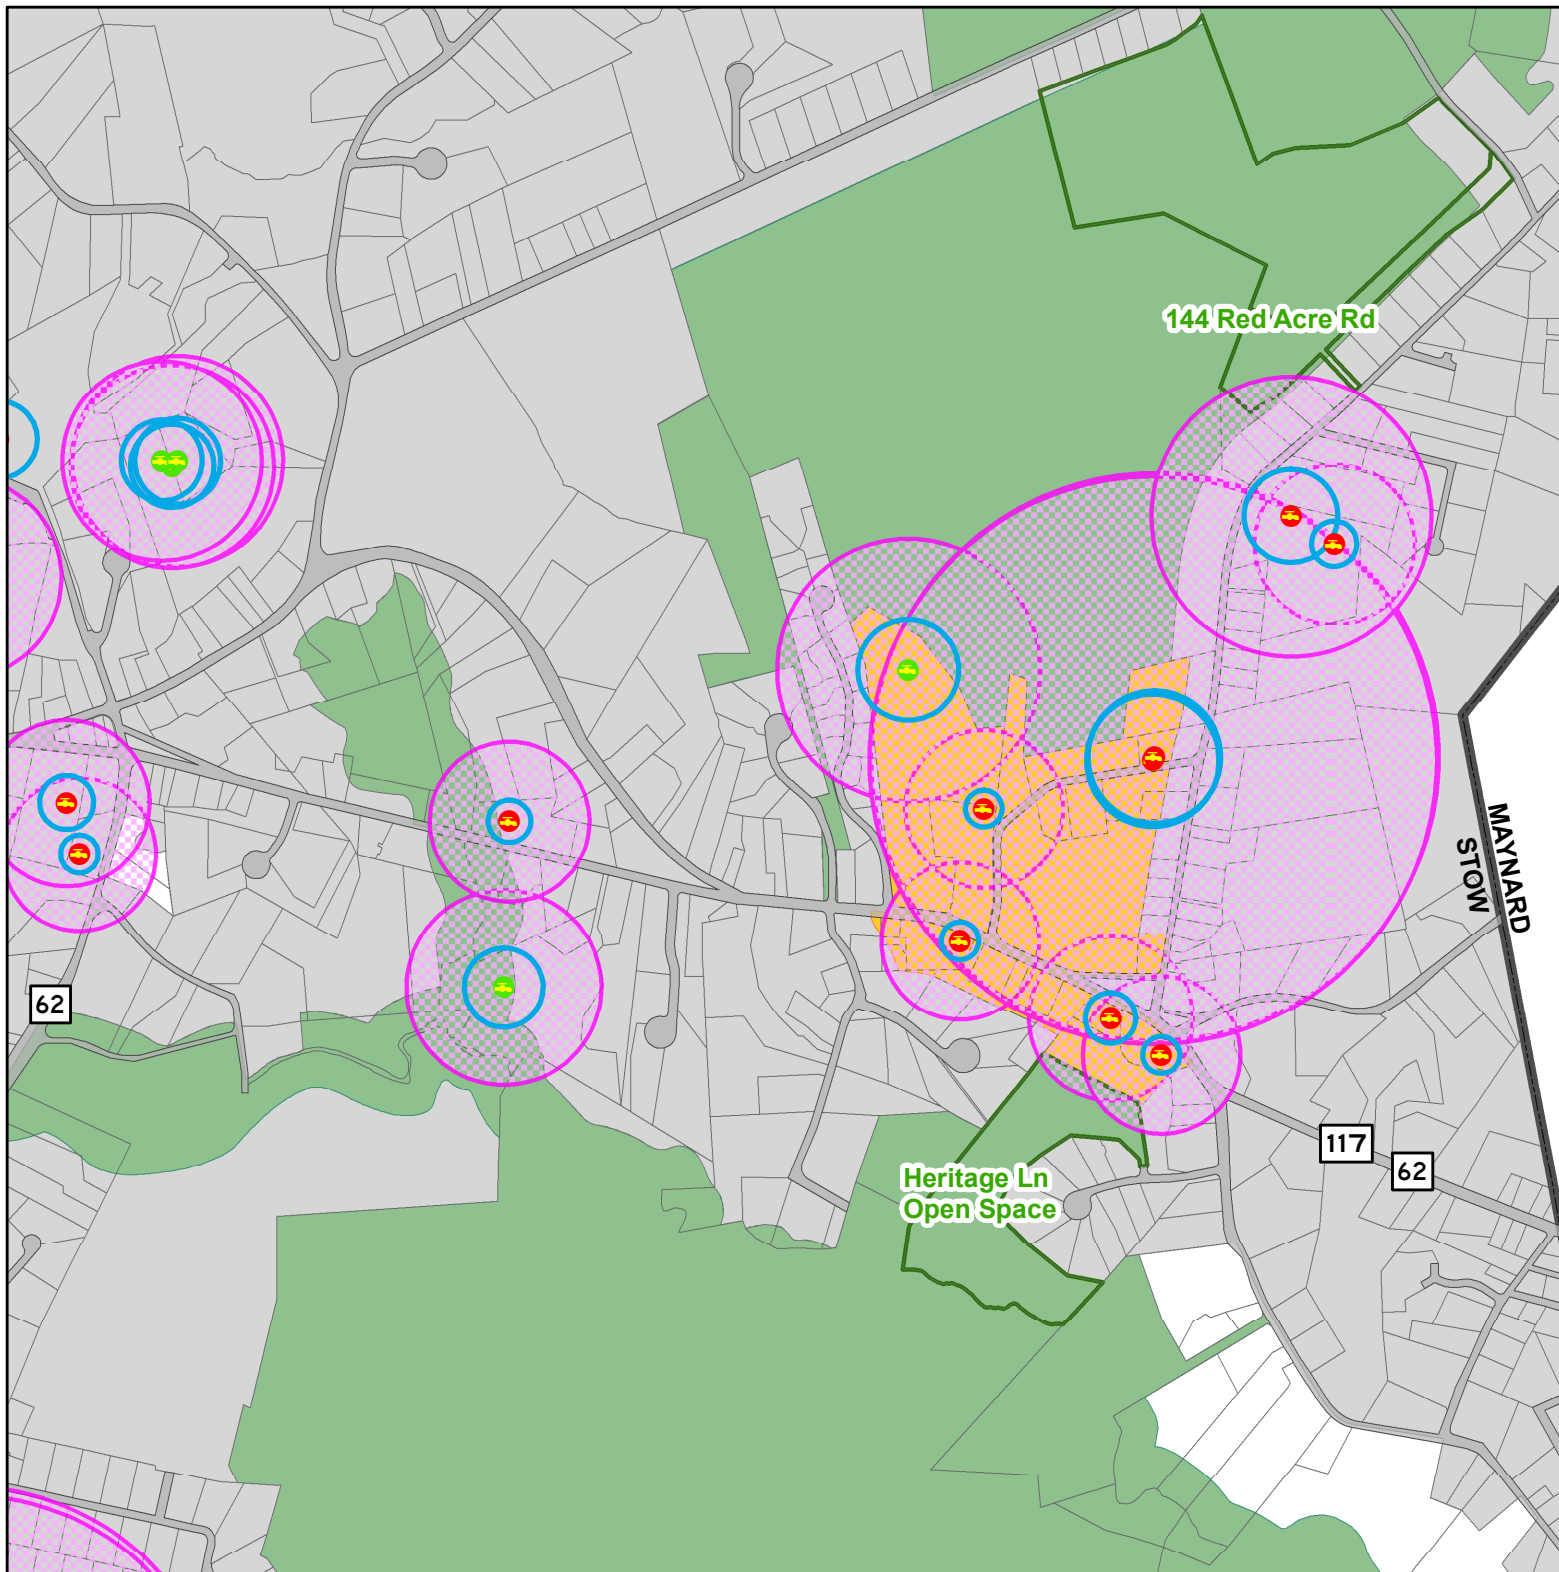 144 Red Acre Rd
MAYNARD
STOW
62
117
62
Heritage Ln
Open Space